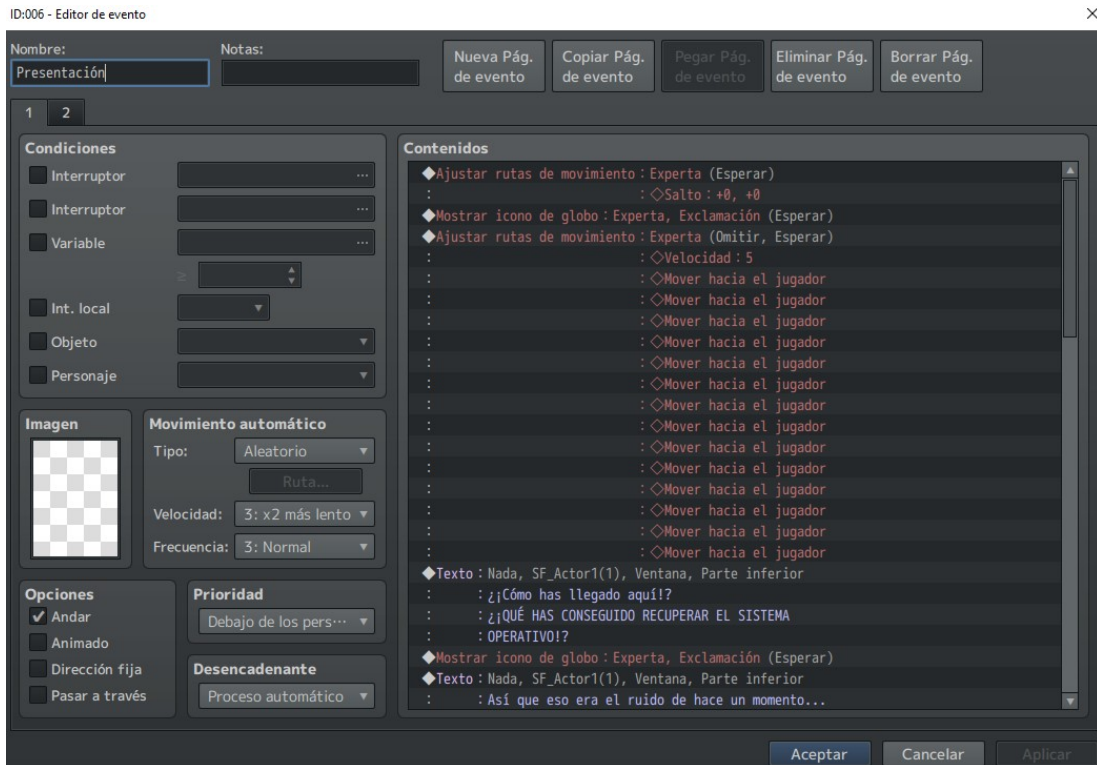 ID:006 - Editor de evento
Nombre: Notas:
Presentación
Nueva Pág. de evento
Copiar Pág. de evento
Pegar Pág. de evento
Eliminar Pág. de evento
Borrar Pág. de evento
1 2
Condiciones
Interruptor ...
Interruptor ...
Variable ...
≥
Int. local
Objeto
Personaje
Imagen
Movimiento automático
Tipo: Aleatorio
Ruta...
Velocidad: 3: x2 más lento
Frecuencia: 3: Normal
Opciones
Andar
Animado
Dirección fija
Pasar a través
Prioridad
Debajo de los pers...
Desencadenante
Proceso automático
Contenidos
◆Ajustar rutas de movimiento：Experta (Esperar)
: ：◇Salto：+0, +0
◆Mostrar icono de globo：Experta, Exclamación (Esperar)
◆Ajustar rutas de movimiento：Experta (Omitir, Esperar)
: ：◇Velocidad：5
: ：◇Mover hacia el jugador
: ：◇Mover hacia el jugador
: ：◇Mover hacia el jugador
: ：◇Mover hacia el jugador
: ：◇Mover hacia el jugador
: ：◇Mover hacia el jugador
: ：◇Mover hacia el jugador
: ：◇Mover hacia el jugador
: ：◇Mover hacia el jugador
: ：◇Mover hacia el jugador
: ：◇Mover hacia el jugador
: ：◇Mover hacia el jugador
: ：◇Mover hacia el jugador
: ：◇Mover hacia el jugador
◆Texto：Nada, SF_Actor1(1), Ventana, Parte inferior
: ：¿¡Cómo has llegado aquí!?
: ：¿¡QUÉ HAS CONSEGUIDO RECUPERAR EL SISTEMA
: ：OPERATIVO!?
◆Mostrar icono de globo：Experta, Exclamación (Esperar)
◆Texto：Nada, SF_Actor1(1), Ventana, Parte inferior
: ：Así que eso era el ruido de hace un momento...
Aceptar Cancelar Aplicar